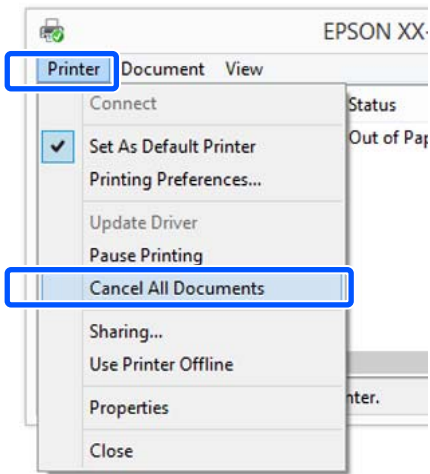 EPSON XX-
Printer Document View
Connect
Status
Set As Default Printer
Out of Pap
Printing Preferences...
Update Driver
Pause Printing
Cancel All Documents
Sharing...
Use Printer Offline
Properties
nter.
Close